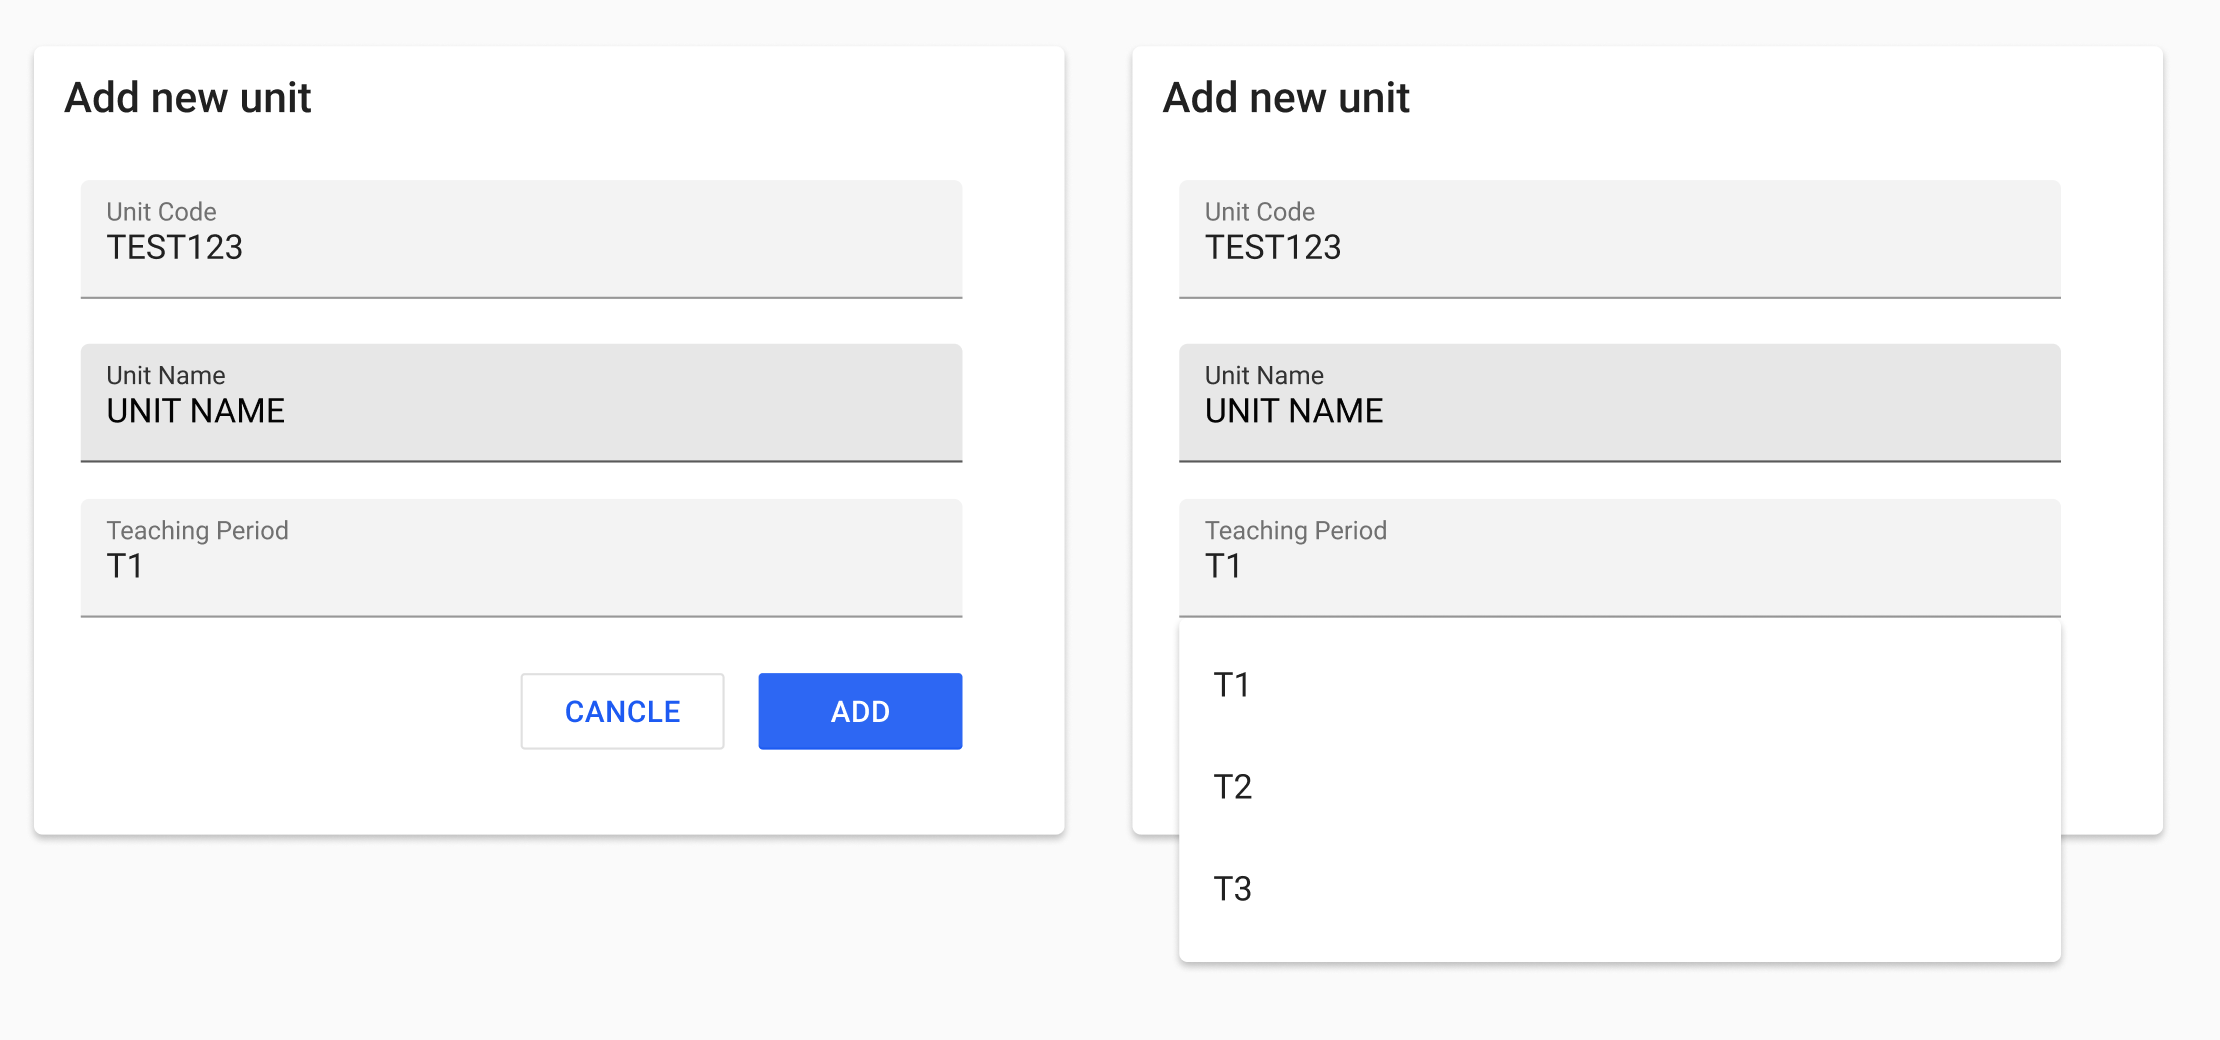 Add new unit
Unit Code
TEST123
Unit Name
UNIT NAME
Teaching Period
T1
CANCLE
ADD
Add new unit
Unit Code
TEST123
Unit Name
UNIT NAME
Teaching Period
T1
T1
T2
T3